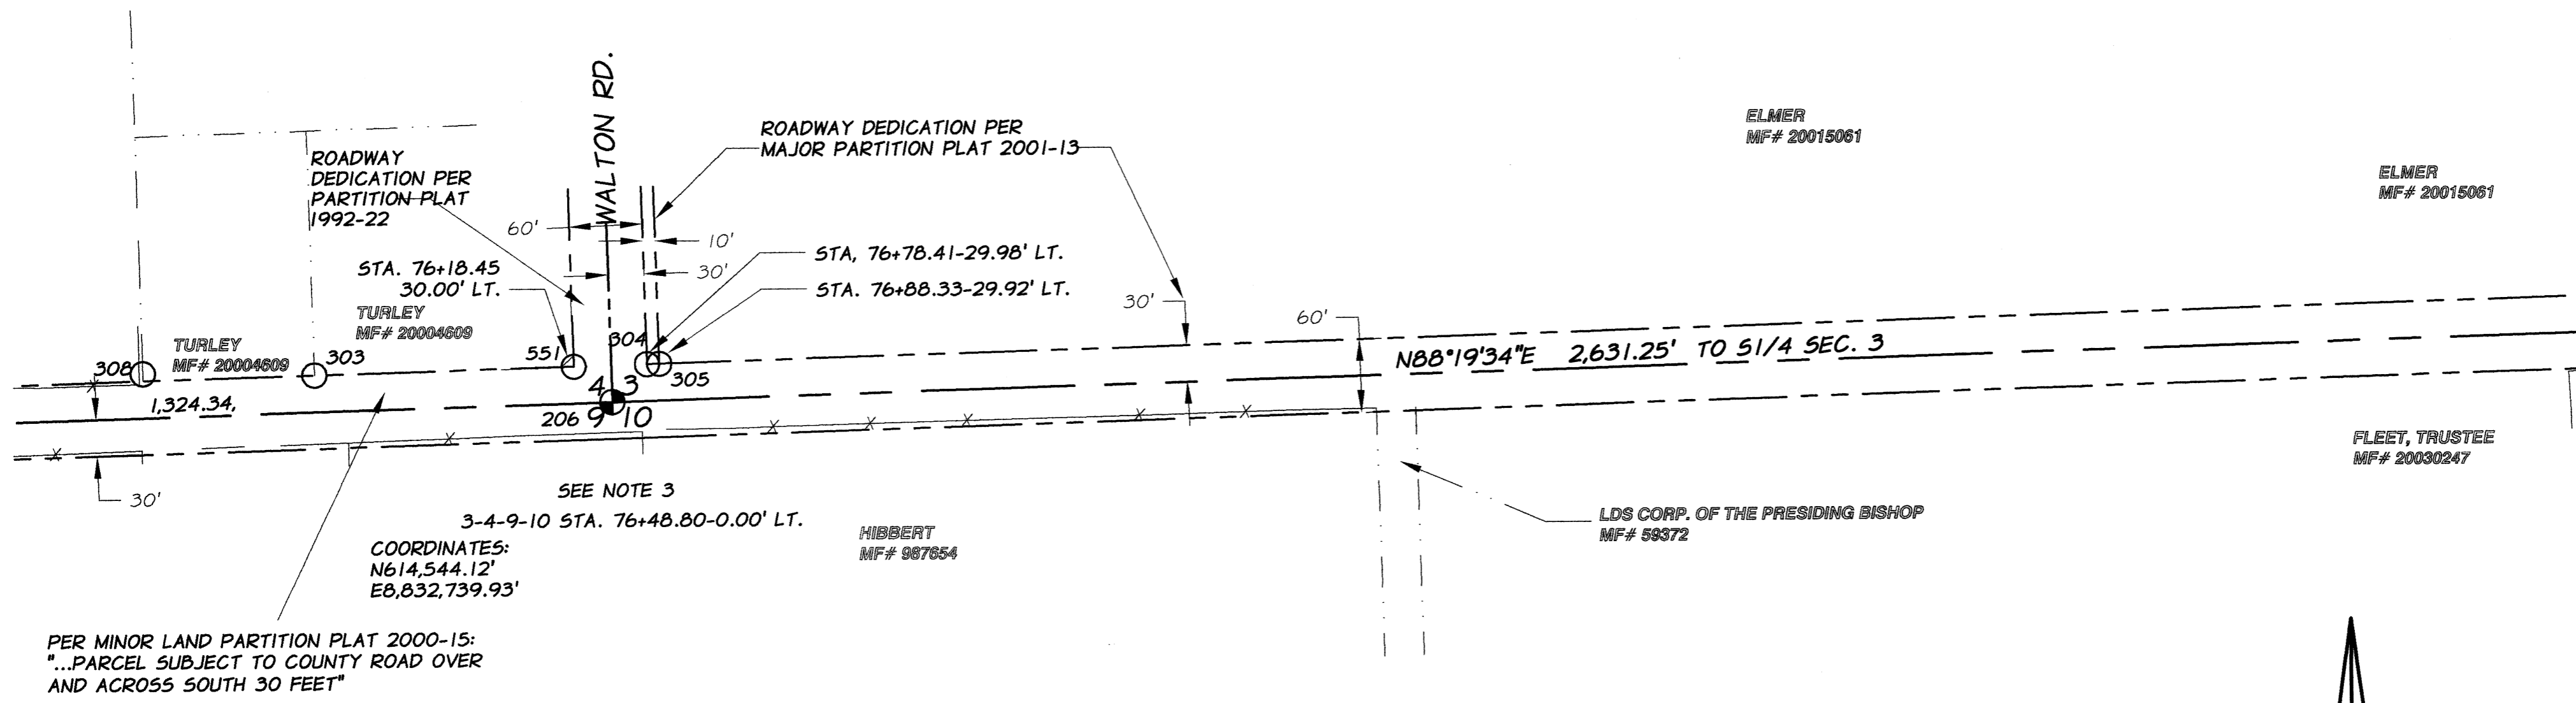 WALTON RD.
ROADWAY DEDICATION PER
MAJOR PARTITION PLAT 2001-13
ELMER
MF# 20015061
ELMER
MF# 20015061
ROADWAY
DEDICATION PER
PARTITION PLAT
1992-22
60'
10'
30'
STA. 76+18.45
30.00' LT.
STA, 76+78.41-29.98' LT.
STA. 76+88.33-29.92' LT.
30'
60'
TURLEY
MF# 20004609
TURLEY
MF# 20004609
308
303
551
304
305
N88°19'34"E 2,631.25' TO S1/4 SEC. 3
1,324.34,
4 3
206 9 10
30'
SEE NOTE 3
3-4-9-10 STA. 76+48.80-0.00' LT.
HIBBERT
MF# 987654
FLEET, TRUSTEE
MF# 20030247
LDS CORP. OF THE PRESIDING BISHOP
MF# 59372
COORDINATES:
N614,544.12'
E8,832,739.93'
PER MINOR LAND PARTITION PLAT 2000-15:
"...PARCEL SUBJECT TO COUNTY ROAD OVER
AND ACROSS SOUTH 30 FEET"